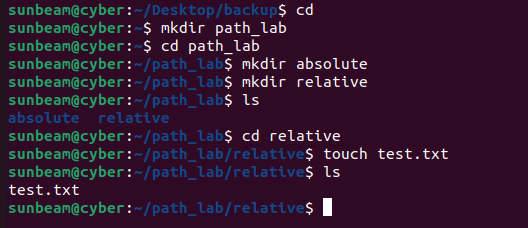 sunbeam@cyber:~/Desktop/backup$ cd
sunbeam@cyber:~$ mkdir path_lab
sunbeam@cyber:~$ cd path_lab
sunbeam@cyber:~/path_lab$ mkdir absolute
sunbeam@cyber:~/path_lab$ mkdir relative
sunbeam@cyber:~/path_lab$ ls
absolute  relative
sunbeam@cyber:~/path_lab$ cd relative
sunbeam@cyber:~/path_lab/relative$ touch test.txt
sunbeam@cyber:~/path_lab/relative$ ls
test.txt
sunbeam@cyber:~/path_lab/relative$